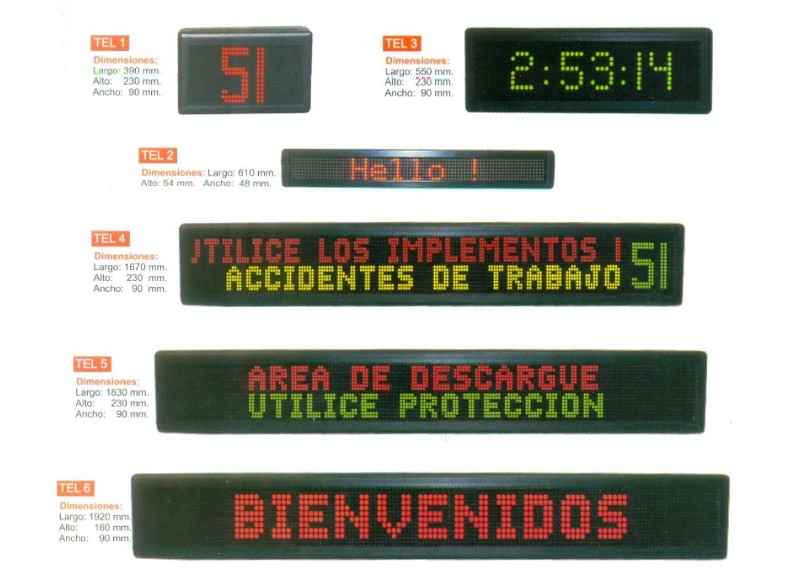 TEL 1
Dimensiones:
Largo: 390 mm.
Alto: 230 mm.
Ancho: 90 mm.
51
TEL 3
Dimensiones:
Largo: 550 mm.
Alto: 230 mm.
Ancho: 90 mm.
2:53:14
TEL 2
Dimensiones: Largo: 610 mm.
Alto: 54 mm. Ancho: 48 mm.
Hello !
TEL 4
Dimensiones:
Largo: 1670 mm.
Alto: 230 mm.
Ancho: 90 mm.
UTILICE LOS IMPLEMENTOS
ACCIDENTES DE TRABAJO
51
TEL 5
Dimensiones:
Largo: 1830 mm.
Alto: 230 mm.
Ancho: 90 mm.
AREA DE DESCARGUE
UTILICE PROTECCION
TEL 6
Dimensiones:
Largo: 1920 mm.
Alto: 160 mm.
Ancho: 90 mm.
BIENVENIDOS